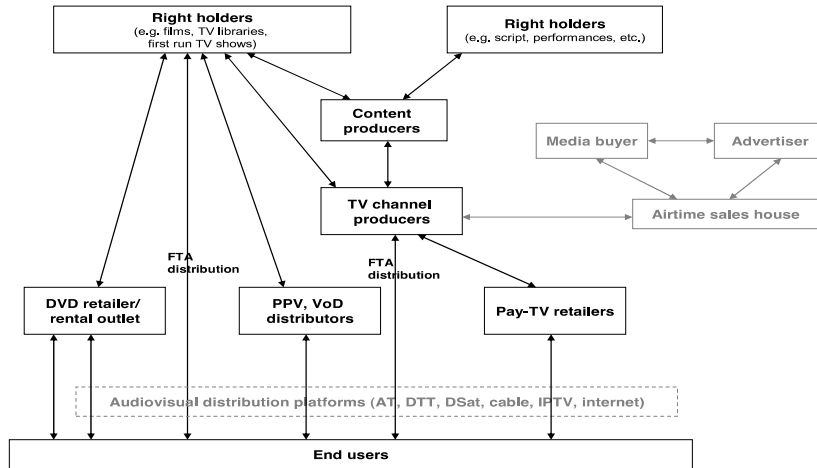 Right holders
(e.g. films, TV libraries,
first run TV shows)
Right holders
(e.g. script, performances, etc.)
Content
producers
Media buyer
Advertiser
TV channel
producers
Airtime sales house
FTA
distribution
FTA
distribution
DVD retailer/
rental outlet
PPV, VoD
distributors
Pay-TV retailers
Audiovisual distribution platforms (AT, DTT, DSat, cable, IPTV, internet)
End users